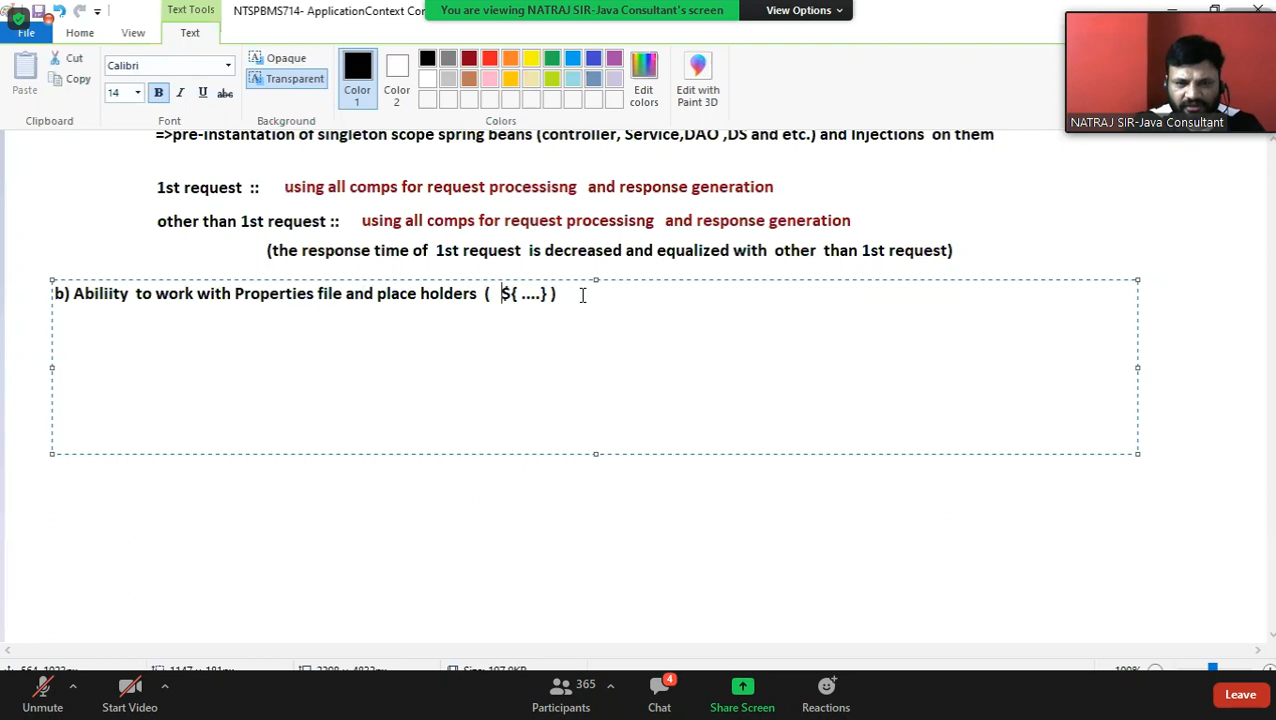 Text Tools
NTSPBMS714- ApplicationContext Co
You are viewing NATRAJ SIR-Java Consultant's screen
View Options
File
Home
View
Text
Paste
Cut
Copy
Calibri
14
B I U abc
Opaque
Transparent
Color 1
Color 2
Edit colors
Edit with Paint 3D
Clipboard
Font
Background
Colors
NATRAJ SIR-Java Consultant
=>pre-instantation of singleton scope spring beans (controller, Service,DAO ,DS and etc.) and Injections on them
1st request :: using all comps for request processisng and response generation
other than 1st request :: using all comps for request processisng and response generation
(the response time of 1st request is decreased and equalized with other than 1st request)
b) Abiliity to work with Properties file and place holders ( ${ ....} )
100%
Unmute
Start Video
365
Participants
4
Chat
Share Screen
Reactions
Leave